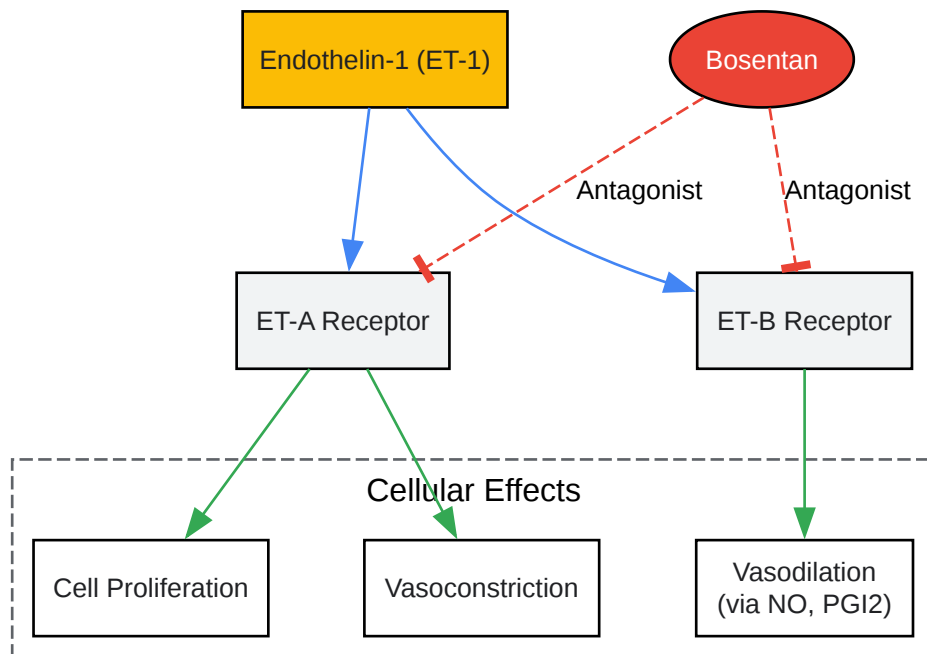 Endothelin-1 (ET-1)
Bosentan
Antagonist
Antagonist
ET-A Receptor
ET-B Receptor
Cellular Effects
Cell Proliferation
Vasoconstriction
Vasodilation
(via NO, PGI2)